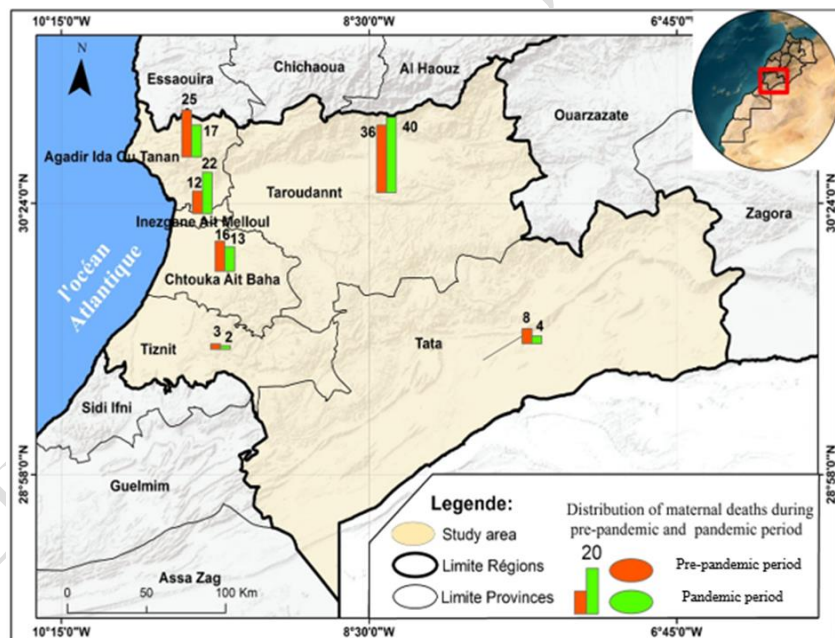 10°15'0"W
8°30'0"W
6°45'0"W
N
Essaouira
Chichaoua
Al Haouz
Ouarzazate
Zagora
25
17
Agadir Ida Ou Tanan
36
40
Taroudannt
22
12
Inezgane Ait Melloul
16
13
Chtouka Ait Baha
30°24'0"N
30°24'0"N
l'océan
Atlantique
3
2
Tiznit
8
4
Tata
Sidi Ifni
Guelmim
Assa Zag
28°58'0"N
28°58'0"N
0
50
100 Km
Legende:
Study area
Limite Régions
Limite Provinces
Distribution of maternal deaths during
pre-pandemic and pandemic period
20
Pre-pandemic period
Pandemic period
10°15'0"W
8°30'0"W
6°45'0"W